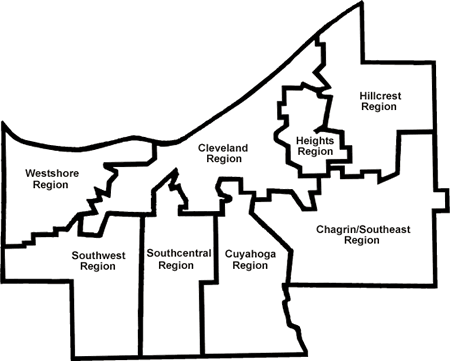 Hillcrest
Region
Heights
Region
Cleveland
Region
Westshore
Region
Chagrin/Southeast
Region
Southwest
Region
Southcentral
Region
Cuyahoga
Region